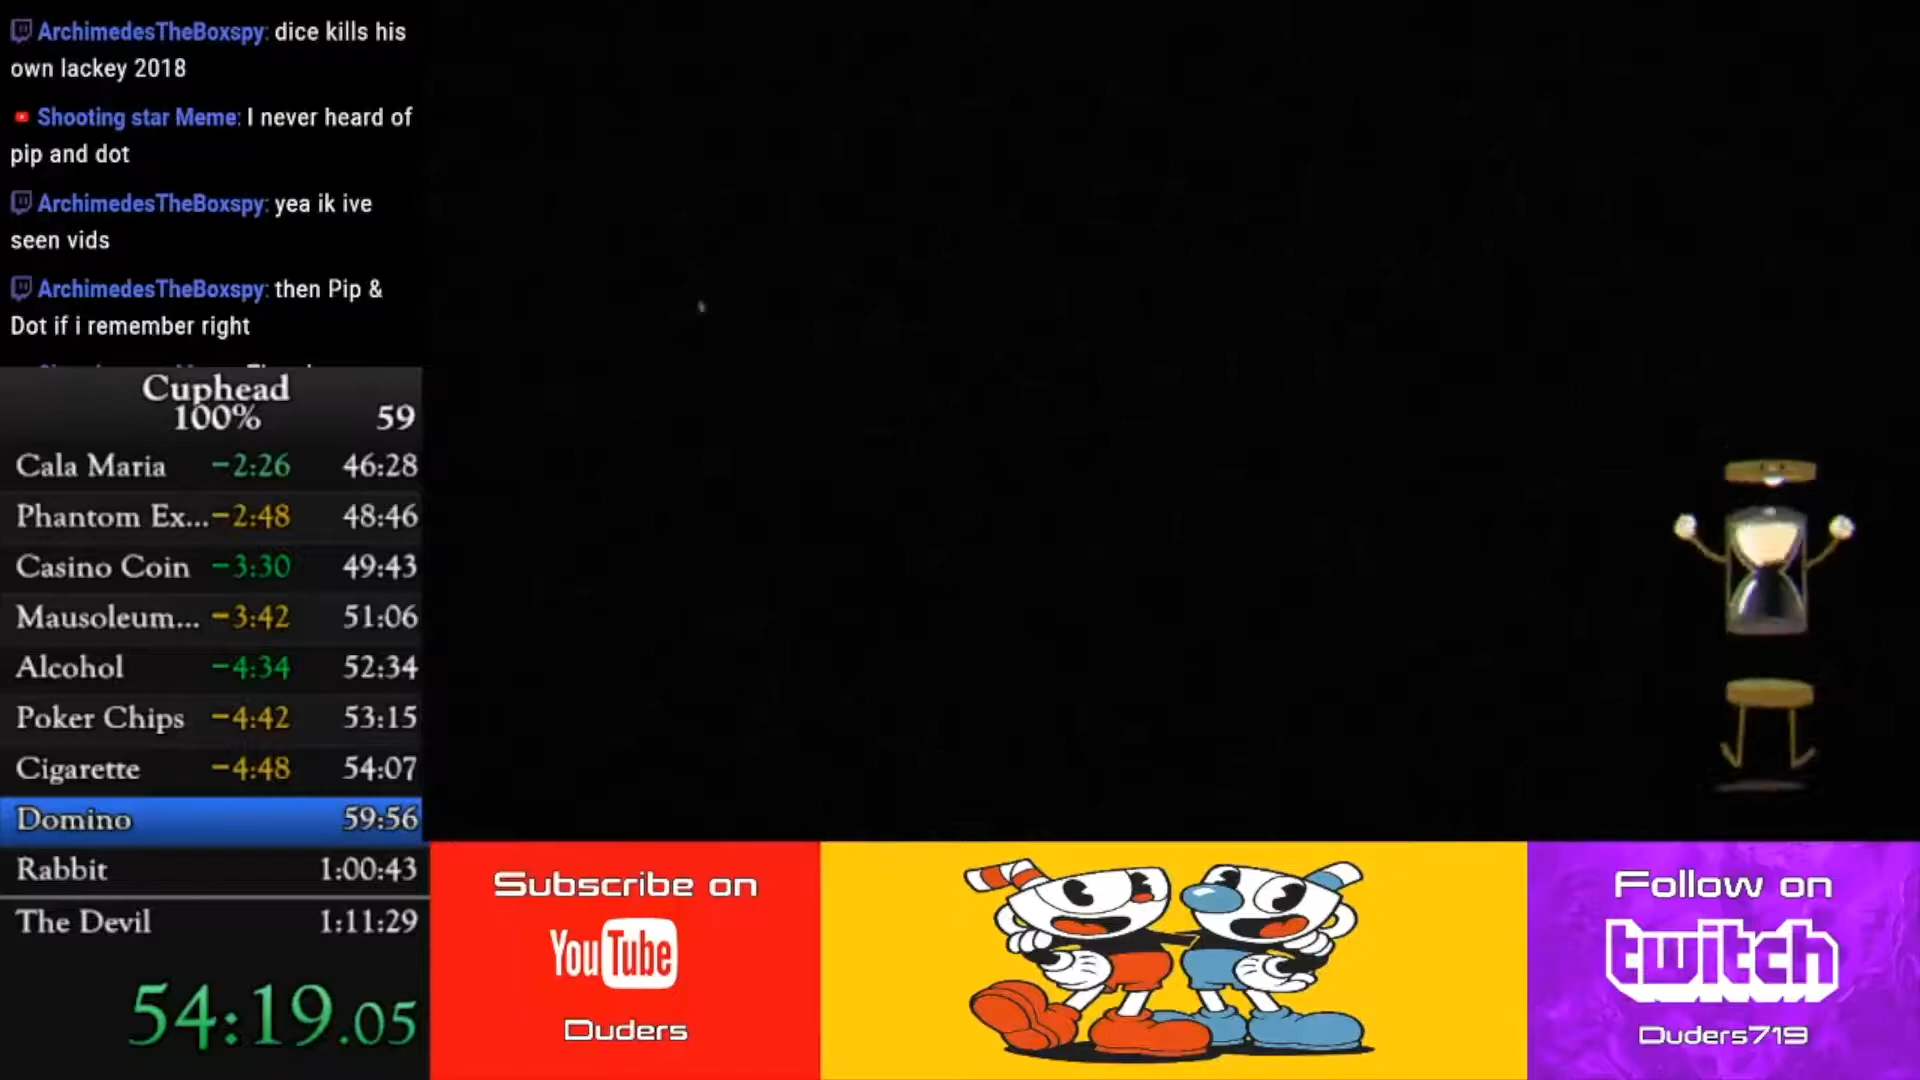 ArchimedesTheBoxspy: dice kills his
own lackey 2018
Shooting star Meme: I never heard of
pip and dot
ArchimedesTheBoxspy: yea ik ive
seen vids
ArchimedesTheBoxspy: then Pip &
Dot if i remember right
Cuphead
100% 59
Cala Maria -2:26 46:28
Phantom Ex... -2:48 48:46
Casino Coin -3:30 49:43
Mausoleum... -3:42 51:06
Alcohol -4:34 52:34
Poker Chips -4:42 53:15
Cigarette -4:48 54:07
Domino 59:56
Rabbit 1:00:43
The Devil 1:11:29
54:19.05
Subscribe on
YouTube
Duders
Follow on
twitch
Duders719